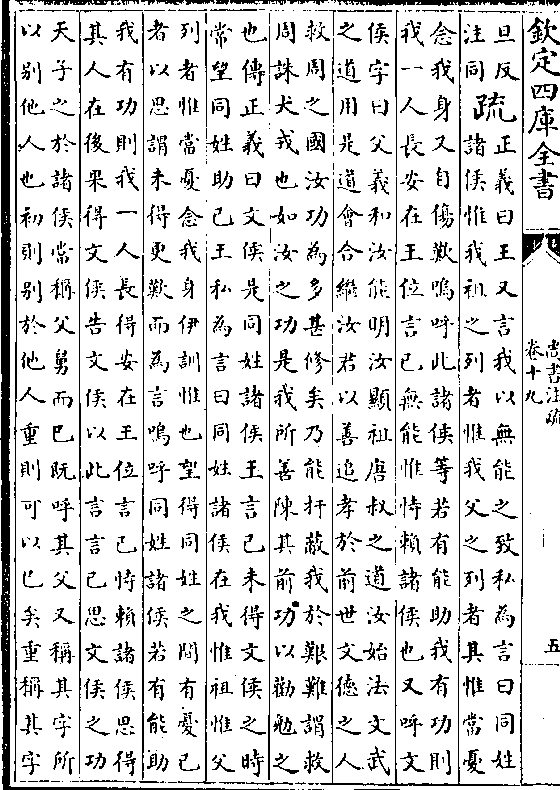 欽定四庫全書
尚書注疏
卷十九
五
旦反
注同
疏
正義曰王又言我以無能之致私為言曰同姓
諸侯惟我祖之列者惟我父之列者其惟當憂
念我身又自傷歎嗚呼此諸侯等若有能助我有功則
我一人長安在王位言已無能惟恃賴諸侯也又呼文
侯字曰父義和汝能明汝顯祖唐叔之道汝始法文武
之道用是道會合繼汝君以善追孝於前世文德之人
救周之國汝功為多甚修矣乃能扞蔽我於艱難謂救
周誅犬戎也如汝之功是我所善陳其前功以勸勉之
也傳正義曰文侯是同姓諸侯王言已未得文侯之時
常望同姓助己王私為言曰同姓諸侯在我惟祖惟父
列者惟當憂念我身伊訓惟也望得同姓之間有憂己
者以思謂未得更歎而為言嗚呼同姓諸侯若有能助
我有功則我一人長得安在王位言己恃賴諸侯思得
其人在後果得文侯告文侯以此言言己思文侯之功
天子之於諸侯當稱父舅而已既呼其父又稱其字所
以別他人也初則別於他人重則可以已矣重稱其字